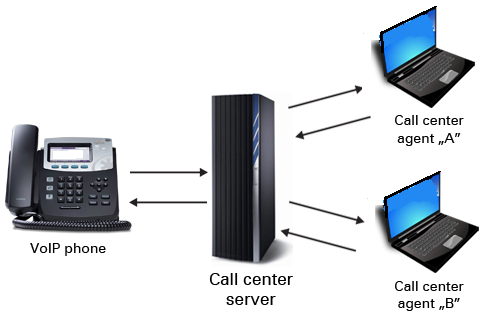 Call center
agent „A”
VoIP phone
Call center
server
Call center
agent „B”